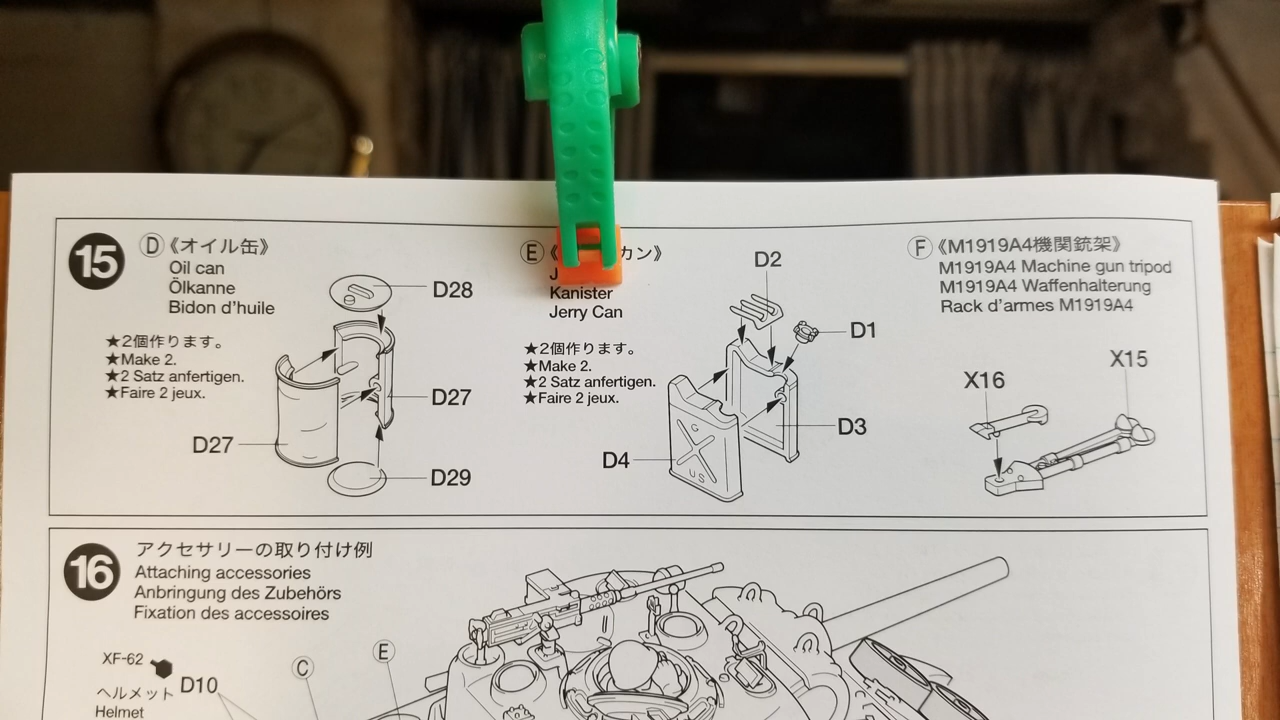 15
D 《オイル缶》
Oil can
Ölkanne
Bidon d'huile
★2個作ります。
★Make 2.
★2 Satz anfertigen.
★Faire 2 jeux.
D28
D27
D27
D29
E 《 カン》
J
Kanister
Jerry Can
★2個作ります。
★Make 2.
★2 Satz anfertigen.
★Faire 2 jeux.
D2
D1
D3
D4
US
F 《M1919A4機関銃架》
M1919A4 Machine gun tripod
M1919A4 Waffenhalterung
Rack d'armes M1919A4
X15
X16
16
アクセサリーの取り付け例
Attaching accessories
Anbringung des Zubehörs
Fixation des accessoires
XF-62
ヘルメット
Helmet
D10
C
E